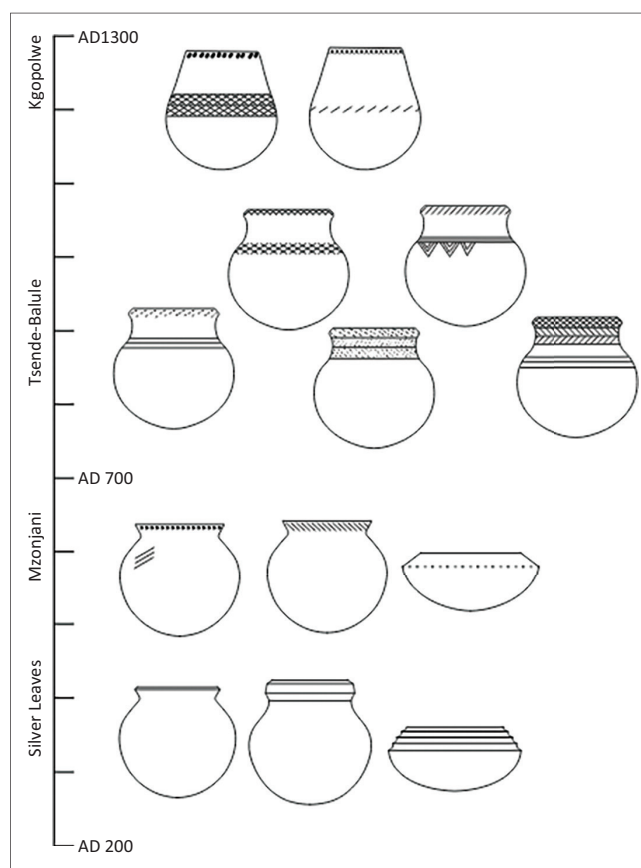 AD1300
Kgopolwe
Tsende-Balule
AD 700
Mzonjani
Silver Leaves
AD 200